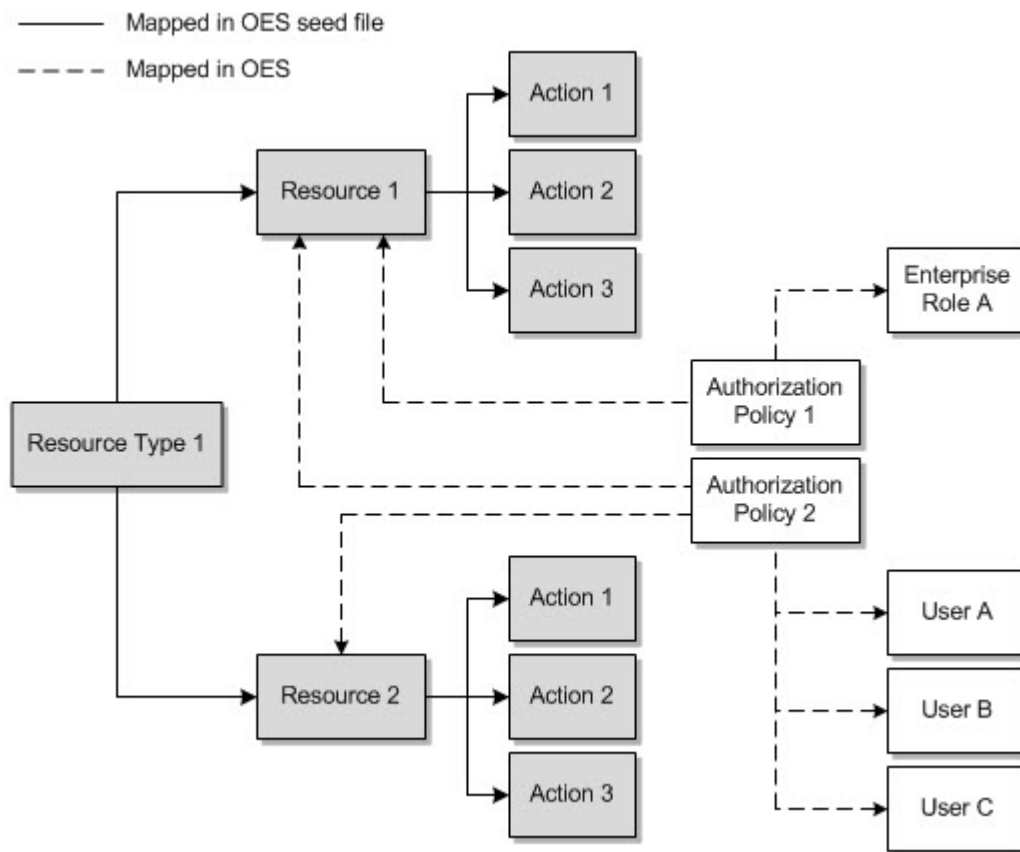 Mapped in OES seed file
Mapped in OES
Action 1
Resource 1
Action 2
Action 3
Enterprise
Role A
Authorization
Policy 1
Resource Type 1
Authorization
Policy 2
Action 1
User A
Resource 2
Action 2
User B
Action 3
User C